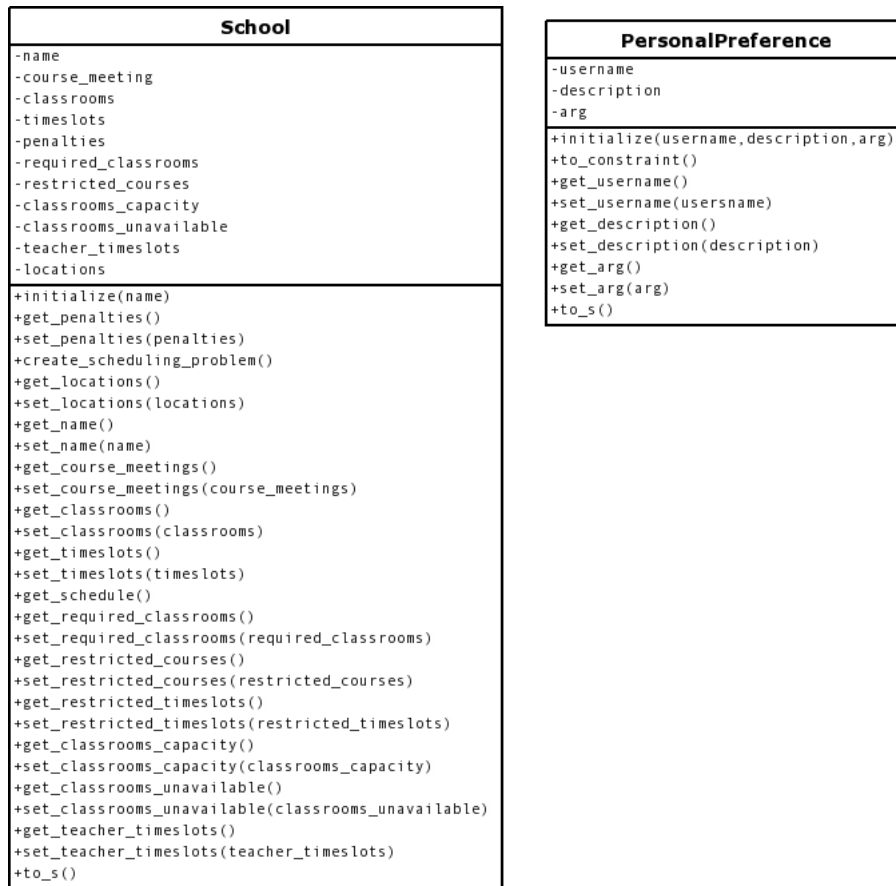 School
-name
-course_meeting
-classrooms
-timeslots
-penalties
-required_classrooms
-restricted_courses
-classrooms_capacity
-classrooms_unavailable
-teacher_timeslots
-locations
+initialize(name)
+get_penalties()
+set_penalties(penalties)
+create_scheduling_problem()
+get_locations()
+set_locations(locations)
+get_name()
+set_name(name)
+get_course_meetings()
+set_course_meetings(course_meetings)
+get_classrooms()
+set_classrooms(classrooms)
+get_timeslots()
+set_timeslots(timeslots)
+get_schedule()
+get_required_classrooms()
+set_required_classrooms(required_classrooms)
+get_restricted_courses()
+set_restricted_courses(restricted_courses)
+get_restricted_timeslots()
+set_restricted_timeslots(restricted_timeslots)
+get_classrooms_capacity()
+set_classrooms_capacity(classrooms_capacity)
+get_classrooms_unavailable()
+set_classrooms_unavailable(classrooms_unavailable)
+get_teacher_timeslots()
+set_teacher_timeslots(teacher_timeslots)
+to_s()
PersonalPreference
-username
-description
-arg
+initialize(username,description,arg)
+to_constraint()
+get_username()
+set_username(usersname)
+get_description()
+set_description(description)
+get_arg()
+set_arg(arg)
+to_s()